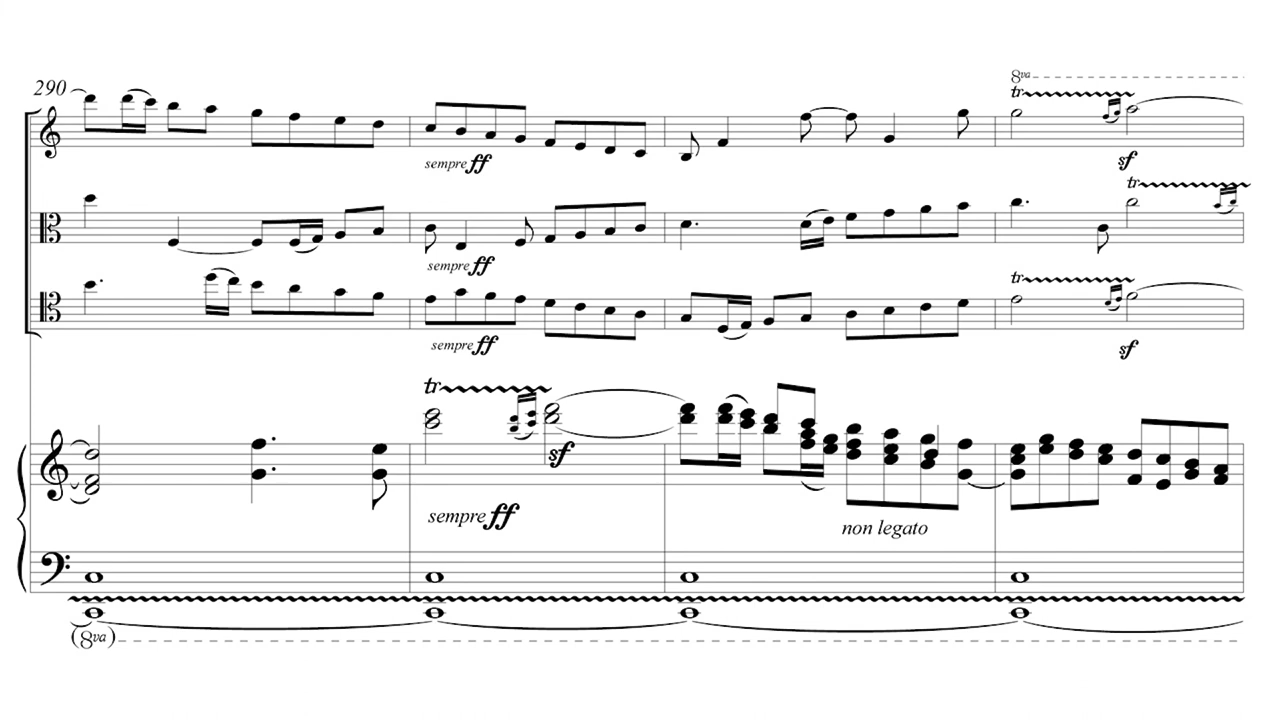 290
8va
tr
sempre ff
sf
tr
sempre ff
tr
sempre ff
sf
tr
sf
sempre ff
non legato
(8va)